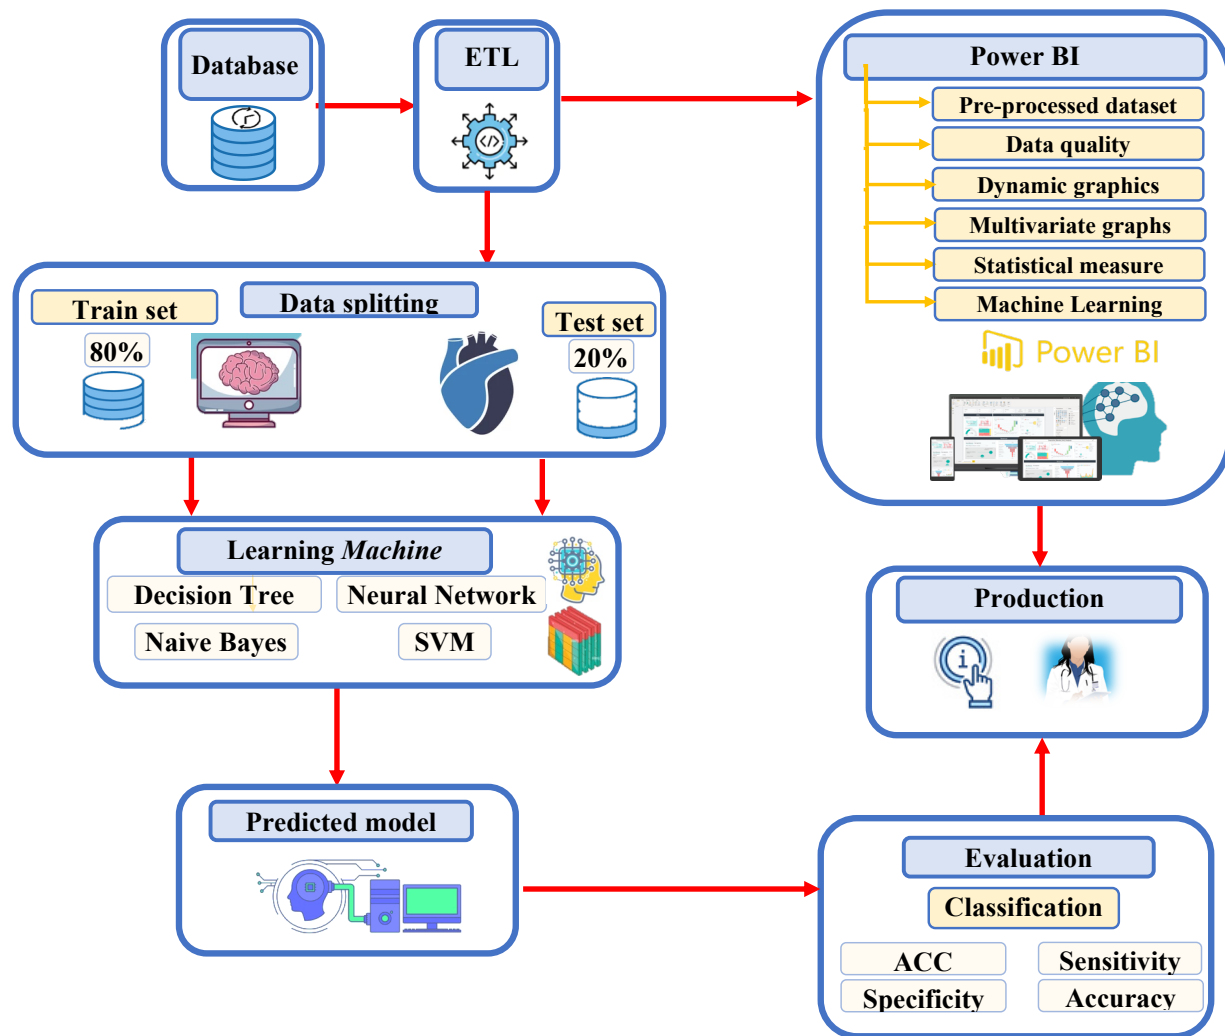 Database
ETL
Power BI
Pre-processed dataset
Data quality
Dynamic graphics
Multivariate graphs
Statistical measure
Machine Learning
Power BI
Data splitting
Train set
80%
Test set
20%
Learning Machine
Decision Tree
Neural Network
Naive Bayes
SVM
Production
Predicted model
Evaluation
Classification
ACC
Sensitivity
Specificity
Accuracy